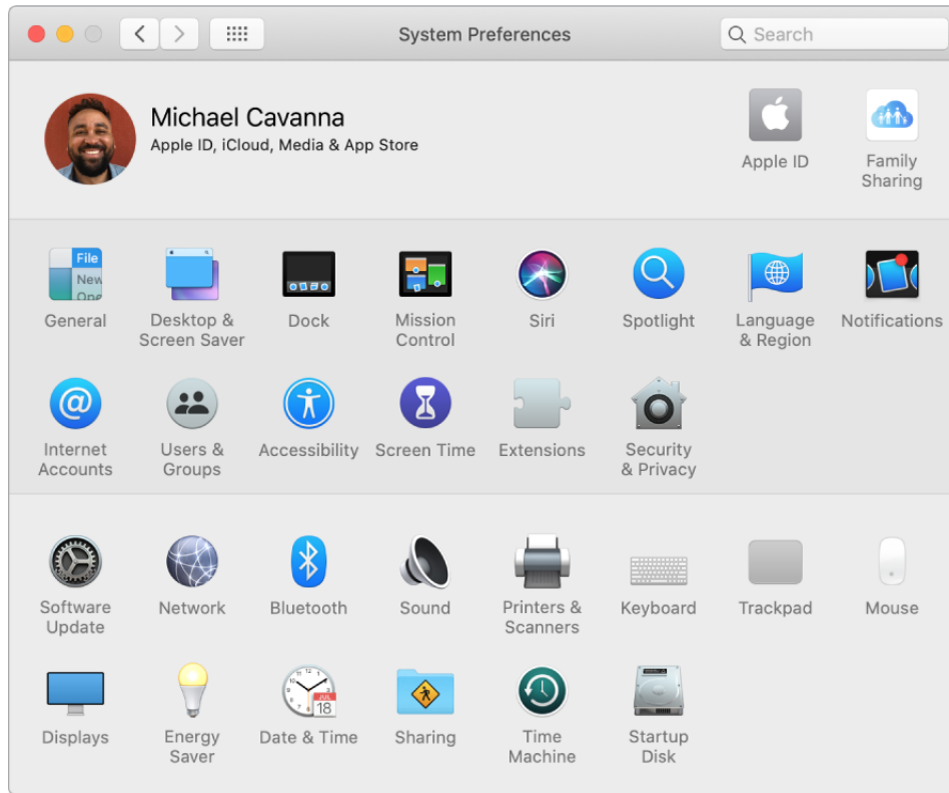 System Preferences
Search
Michael Cavanna
Apple ID, iCloud, Media & App Store
Apple ID
Family
Sharing
File
New
Ope
General
Desktop &
Screen Saver
Dock
Mission
Control
Siri
Spotlight
Language
& Region
Notifications
@
Internet
Accounts
Users &
Groups
Accessibility
Screen Time
Extensions
Security
& Privacy
Software
Update
Network
Bluetooth
Sound
Printers &
Scanners
Keyboard
Trackpad
Mouse
Displays
Energy
Saver
JUL
18
Date & Time
Sharing
Time
Machine
Startup
Disk